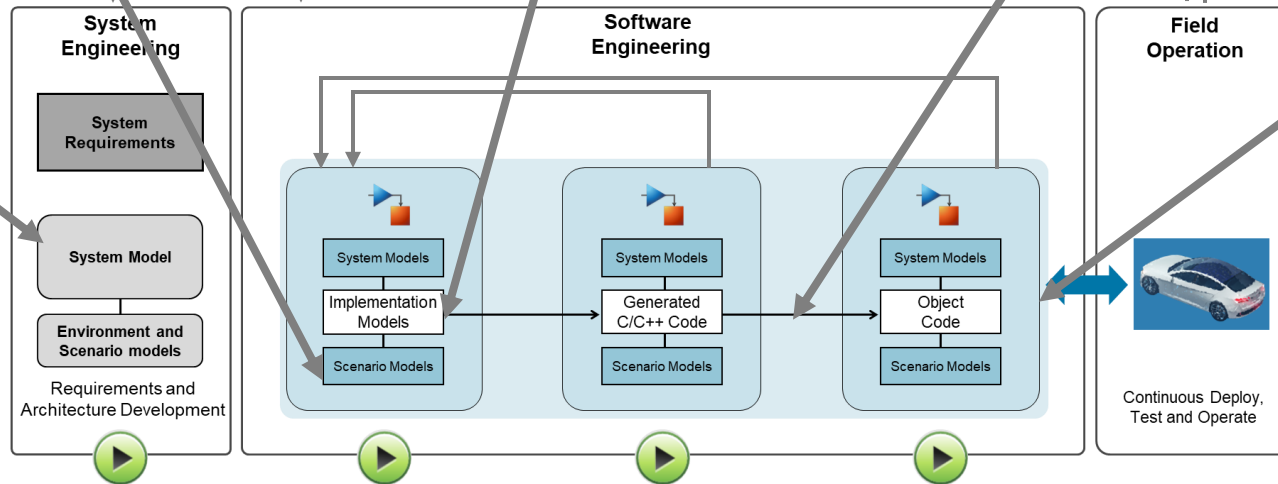 System
Engineering
System
Requirements
System Model
Environment and
Scenario models
Requirements and
Architecture Development
Software
Engineering
System Models
Implementation
Models
Scenario Models
System Models
Generated
C/C++ Code
Scenario Models
System Models
Object
Code
Scenario Models
Field
Operation
Continuous Deploy,
Test and Operate